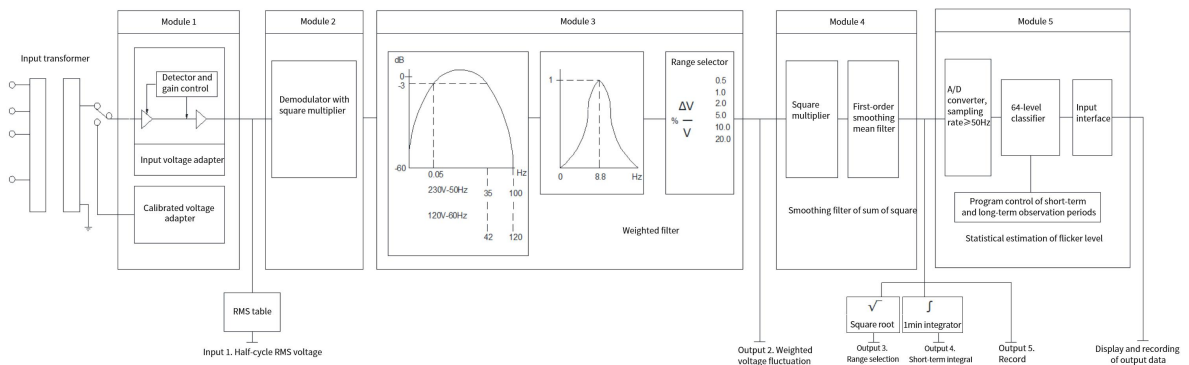 Module 1
Module 2
Module 3
Module 4
Module 5
Input transformer
Detector and
gain control
Input voltage adapter
Calibrated voltage
adapter
Demodulator with
square multiplier
dB
0
-3
-60
0.05
Hz
230V-50Hz
35
100
120V-60Hz
42
120
1
0
8.8
Hz
Range selector
0.5
1.0
2.0
5.0
10.0
20.0
ΔV
%
V
Weighted filter
Square
multiplier
First-order
smoothing
mean filter
Smoothing filter of sum of square
A/D
converter,
sampling
rate⩾50Hz
64-level
classifier
Input
interface
Program control of short-term
and long-term observation periods
Statistical estimation of flicker level
RMS table
Input 1. Half-cycle RMS voltage
Output 2. Weighted
voltage fluctuation
√
Square root
∫
1min integrator
Output 3.
Range selection
Output 4.
Short-term integral
Output 5.
Record
Display and recording
of output data